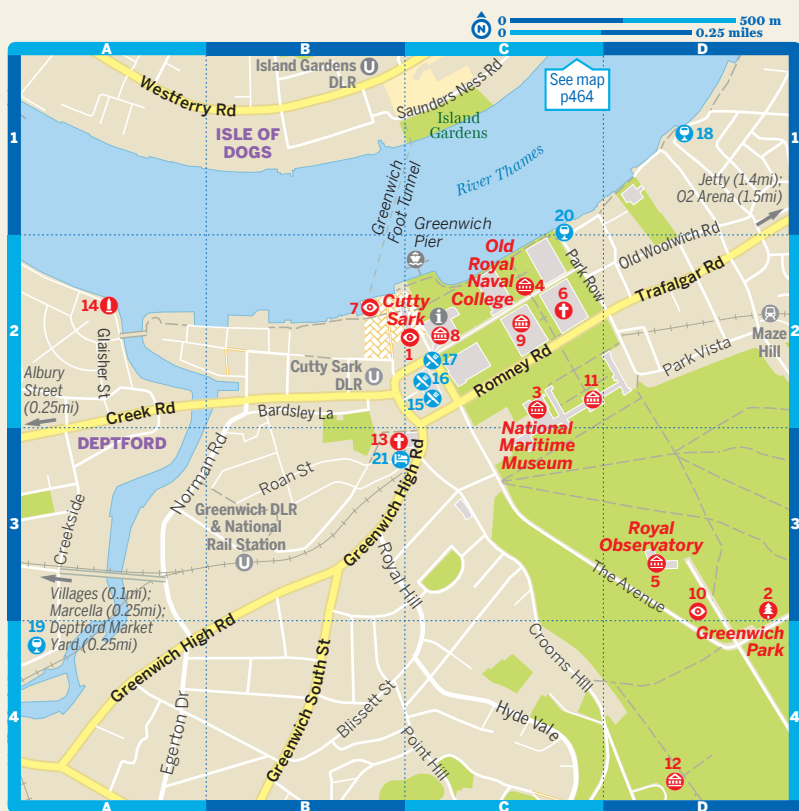 N
0
500 m
0
0.25 miles
A
B
C
D
1
Island Gardens
DLR
Westferry Rd
Saunders Ness Rd
See map
p464
ISLE OF
DOGS
Island
Gardens
18
River Thames
Jetty (1.4mi);
O2 Arena (1.5mi)
Greenwich
Foot Tunnel
Greenwich
Pier
20
1
Old
Royal
Naval
College
4
Park Row
Old Woolwich Rd
Trafalgar Rd
14
7
Cutty
Sark
1
i
8
9
6
2
2
Glaisher St
Maze
Hill
Park Vista
17
16
15
Cutty Sark
DLR
Romney Rd
3
11
Albury
Street
(0.25mi)
Creek Rd
Bardsley La
DEPTFORD
National
Maritime
Museum
13
21
Norman Rd
Roan St
Greenwich High Rd
3
3
Creekside
Greenwich DLR
& National
Rail Station
Royal Hill
Royal
Observatory
5
The Avenue
10
2
Greenwich
Park
Villages (0.1mi);
Marcella (0.25mi);
19
Deptford Market
Yard (0.25mi)
Greenwich High Rd
Greenwich South St
Crooms Hill
4
4
Egerton Dr
Blissett St
Point Hill
Hyde Vale
12
A
B
C
D